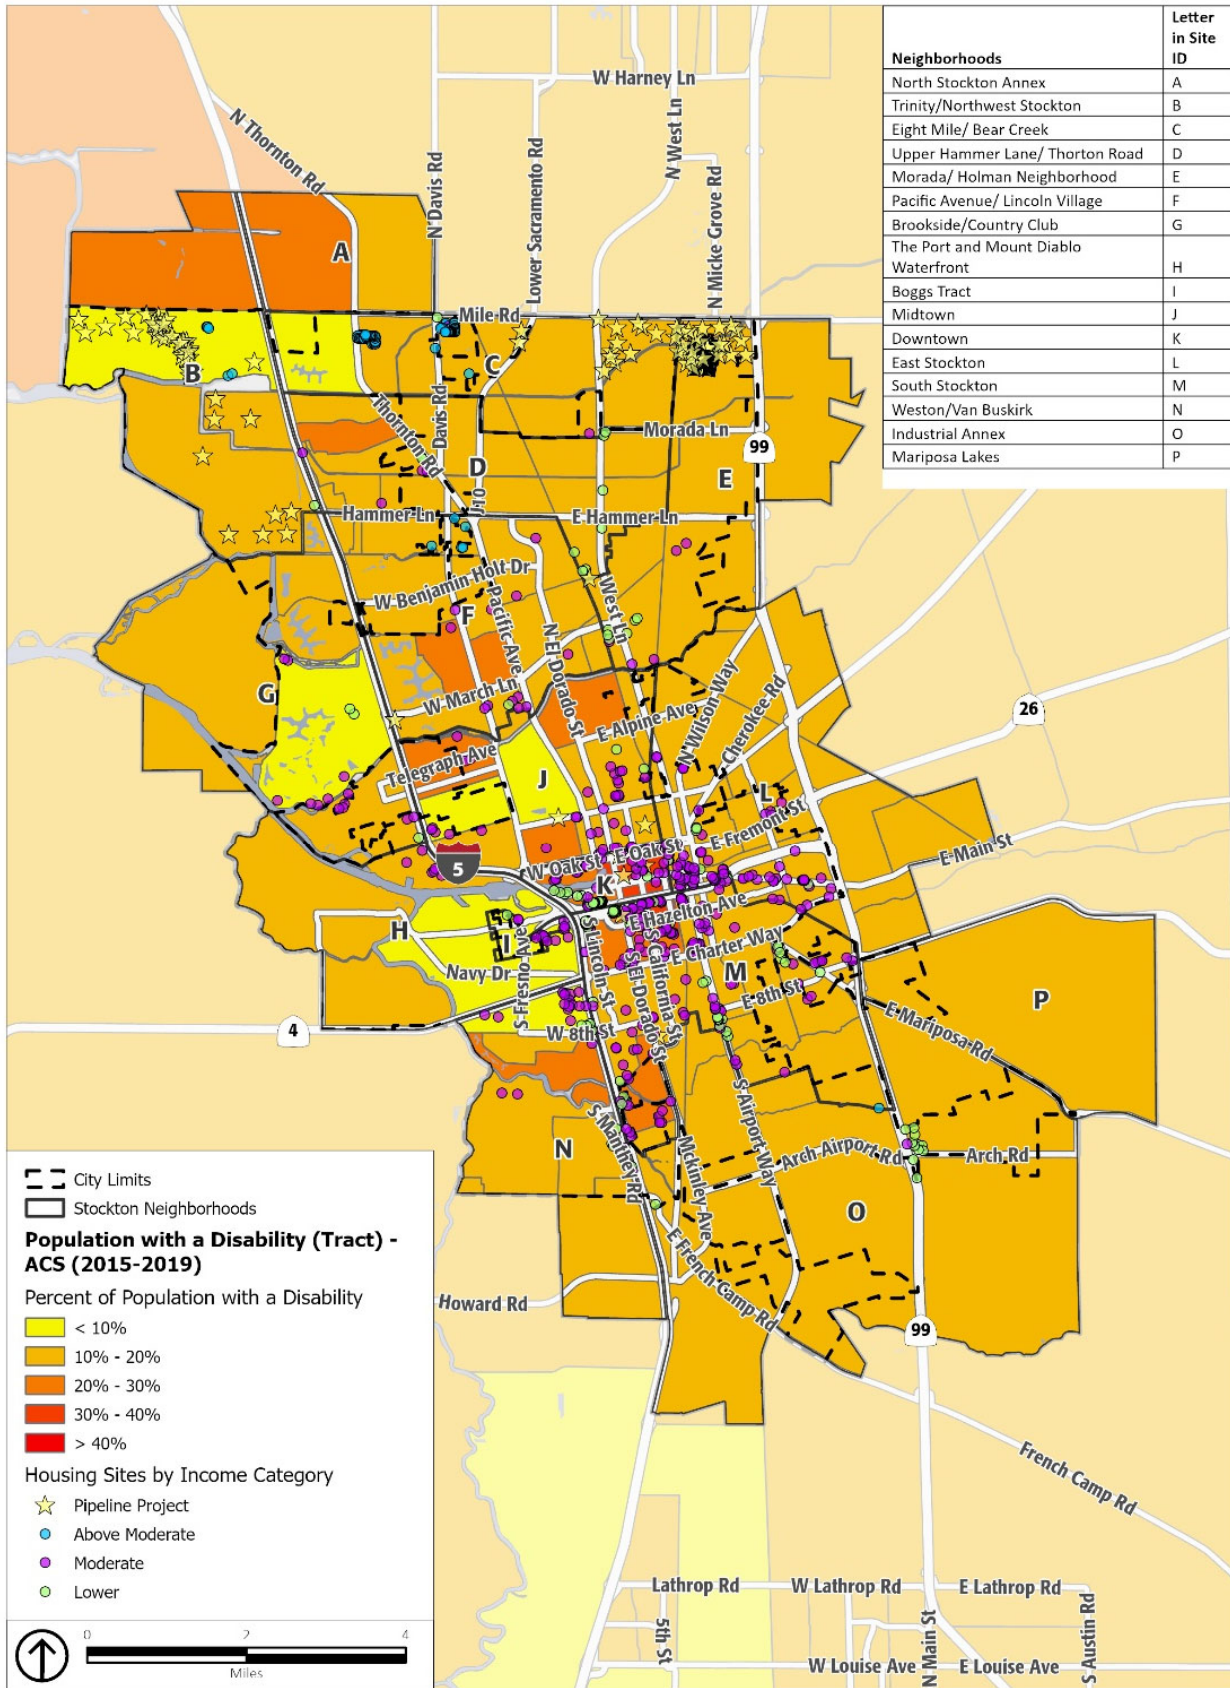 Neighborhoods
Letter
in Site
ID
North Stockton Annex A
Trinity/Northwest Stockton B
Eight Mile/ Bear Creek C
Upper Hammer Lane/ Thorton Road D
Morada/ Holman Neighborhood E
Pacific Avenue/ Lincoln Village F
Brookside/Country Club G
The Port and Mount Diablo
Waterfront H
Boggs Tract I
Midtown J
Downtown K
East Stockton L
South Stockton M
Weston/Van Buskirk N
Industrial Annex O
Mariposa Lakes P
W Harney Ln
N Thornton Rd
N Davis Rd
Lower Sacramento Rd
N West Ln
N Micke Grove Rd
A
Mile Rd
B
C
Thornton Rd
Davis Rd
Morada Ln
99
D
J10
E
Hammer Ln
E Hammer Ln
W Benjamin Holt Dr
F
Pacific Ave
N El Dorado St
West Ln
G
W March Ln
N Wilson Way
Cherokee Rd
26
E Alpine Ave
Telegraph Ave
J
L
E Fremont St
E Main St
5
W Oak St
E Oak St
K
E Hazelton Ave
H
I
S Fresno Ave
S Lincoln St
S El Dorado St
S California St
E Charter Way
Navy Dr
M
P
4
W 8th St
E 8th St
E Mariposa Rd
S Airport Way
N
S Manthey Rd
Mckinley Ave
Arch Airport Rd
Arch Rd
O
E French Camp Rd
Howard Rd
99
French Camp Rd
Lathrop Rd
W Lathrop Rd
E Lathrop Rd
5th St
N Main St
S Austin Rd
W Louise Ave
E Louise Ave
City Limits
Stockton Neighborhoods
Population with a Disability (Tract) -
ACS (2015-2019)
Percent of Population with a Disability
< 10%
10% - 20%
20% - 30%
30% - 40%
> 40%
Housing Sites by Income Category
Pipeline Project
Above Moderate
Moderate
Lower
0 2 4
Miles